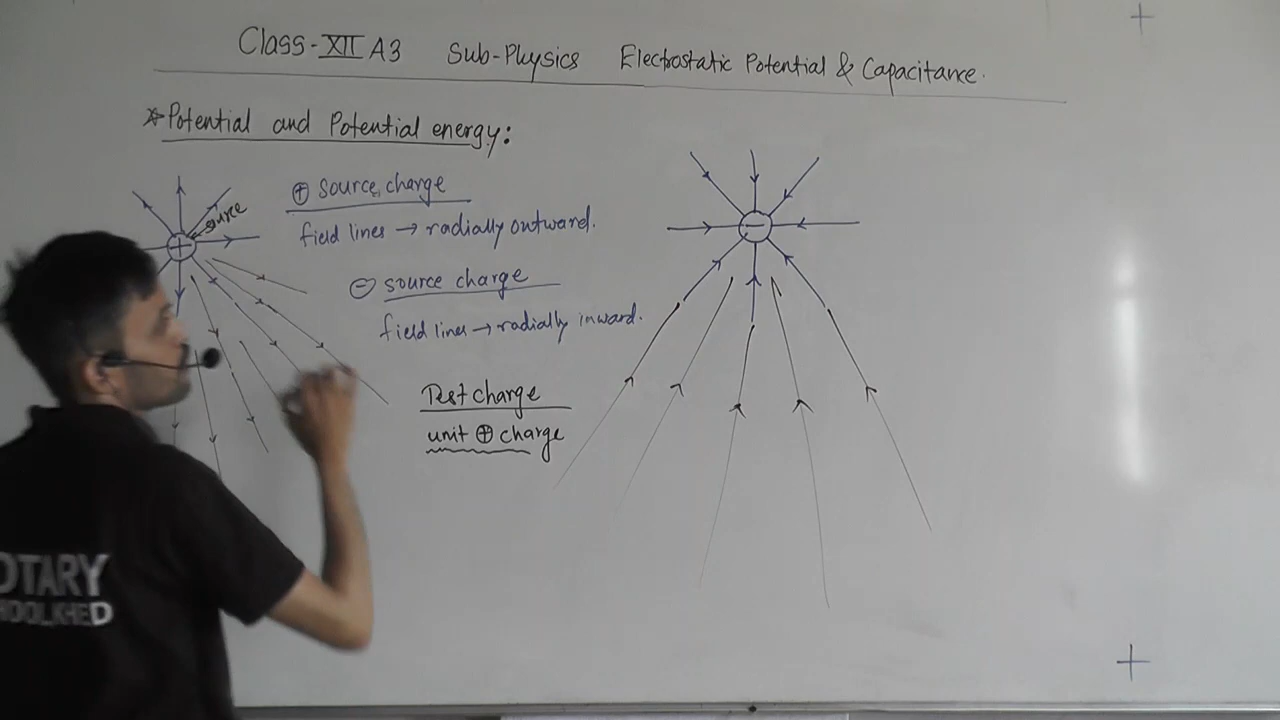 Class-XII A3 Sub-Physics Electrostatic Potential & Capacitance.
*Potential and Potential energy:
source
⊕ source charge
field lines → radially outward.
⊖ source charge
field lines → radially inward.
Test charge
unit ⊕ charge
+
−
OTARY
OOLKHED